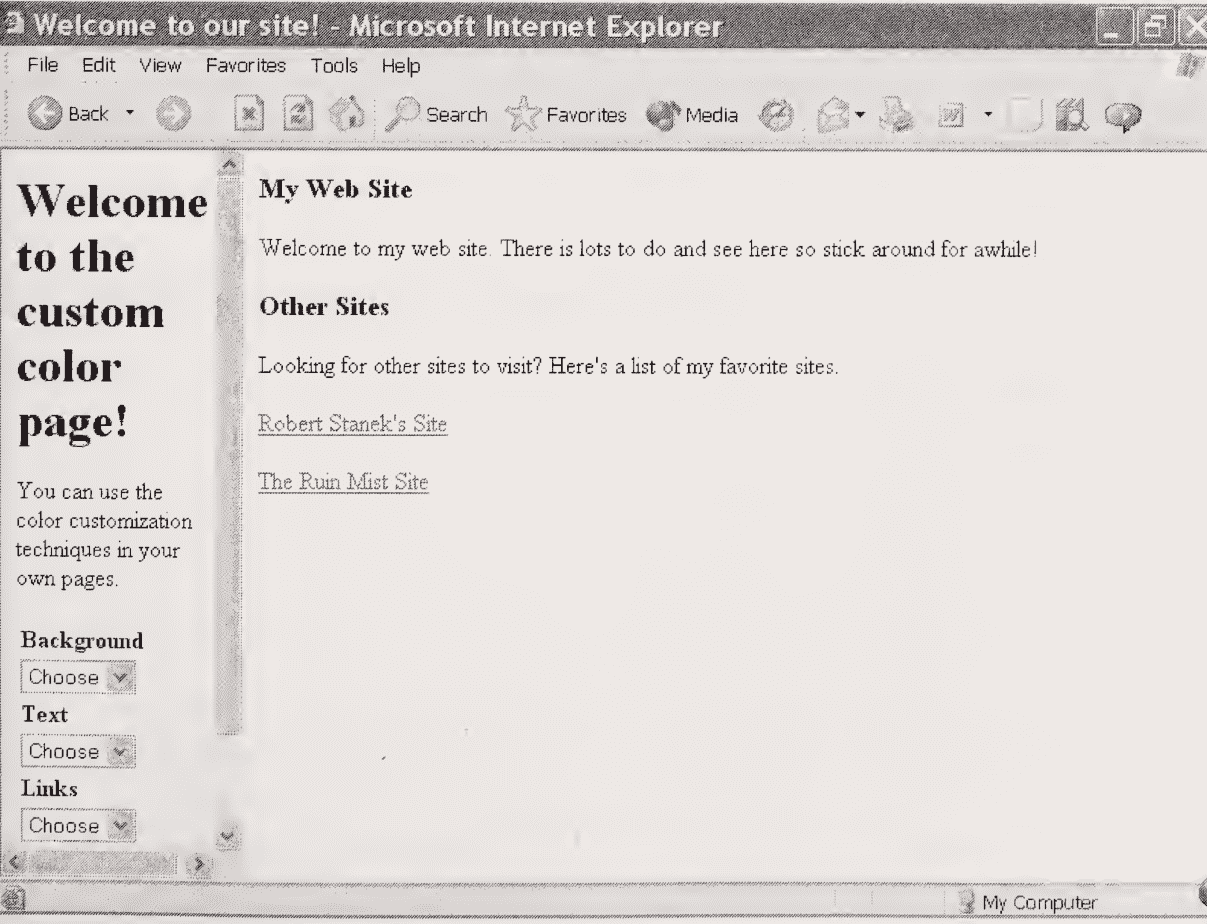 Welcome to our site! - Microsoft Internet Explorer
File Edit View Favorites Tools Help
Back Search Favorites Media
Welcome
to the
custom
color
page!
You can use the
color customization
techniques in your
own pages.
Background
Choose
Text
Choose
Links
Choose
My Web Site
Welcome to my web site. There is lots to do and see here so stick around for awhile!
Other Sites
Looking for other sites to visit? Here's a list of my favorite sites.
Robert Stanek's Site
The Ruin Mist Site
My Computer